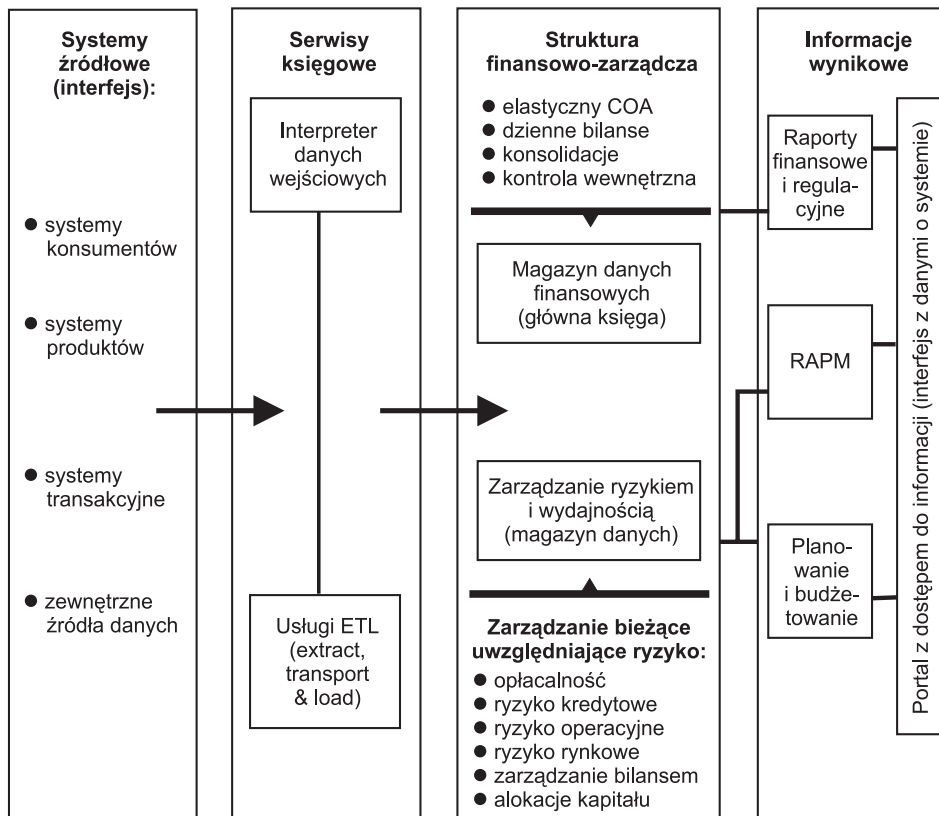 Systemy
źródłowe
(interfejs):
systemy
konsumentów
systemy
produktów
systemy
transakcyjne
zewnętrzne
źródła danych
Serwisy
księgowe
Interpreter
danych
wejściowych
Usługi ETL
(extract,
transport
& load)
Struktura
finansowo-zarządcza
elastyczny COA
dzienne bilanse
konsolidacje
kontrola wewnętrzna
Magazyn danych
finansowych
(główna księga)
Zarządzanie ryzykiem
i wydajnością
(magazyn danych)
Zarządzanie bieżące
uwzględniające ryzyko:
opłacalność
ryzyko kredytowe
ryzyko operacyjne
ryzyko rynkowe
zarządzanie bilansem
alokacje kapitału
Informacje
wynikowe
Raporty
finansowe
i regula-
cyjne
RAPM
Plano-
wanie
i budże-
towanie
Portal z dostępem do informacji (interfejs z danymi o systemie)